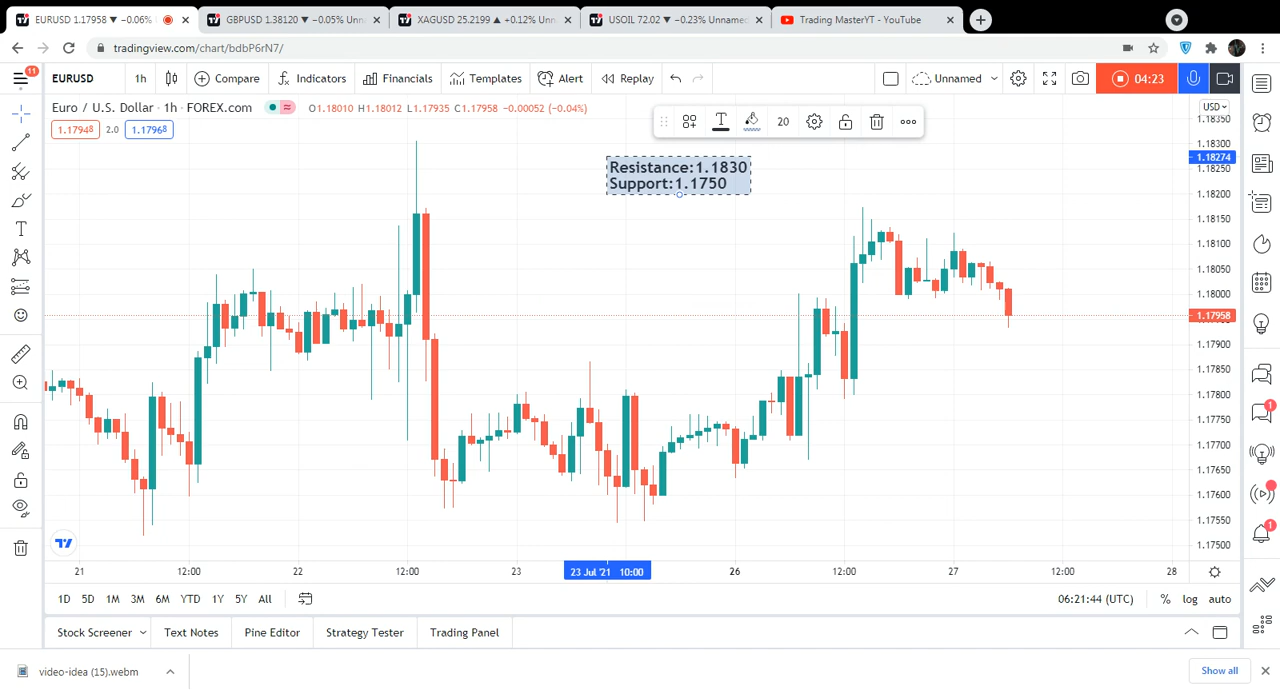 EURUSD 1.17958 ▼ −0.06%
GBPUSD 1.38120 ▼ −0.05% Unn
XAGUSD 25.2199 ▲ +0.12% Unn
USOIL 72.02 ▼ −0.23% Unnamed
Trading MasterYT - YouTube
tradingview.com/chart/bdbP6rN7/
11
EURUSD
1h
Compare
Indicators
Financials
Templates
Alert
Replay
Unnamed
04:23
Euro / U.S. Dollar · 1h · FOREX.com
O1.18010 H1.18012 L1.17935 C1.17958 −0.00052 (−0.04%)
USD
1.17948
2.0
1.17968
20
Resistance:1.1830
Support:1.1750
1.18350
1.18300
1.18274
1.18250
1.18200
1.18150
1.18100
1.18050
1.18000
1.17958
1.17900
1.17850
1.17800
1.17750
1.17700
1.17650
1.17600
1.17550
1.17500
1
1
21
12:00
22
12:00
23
23 Jul '21 10:00
26
12:00
27
12:00
28
1D
5D
1M
3M
6M
YTD
1Y
5Y
All
06:21:44 (UTC)
%
log
auto
Stock Screener
Text Notes
Pine Editor
Strategy Tester
Trading Panel
video-idea (15).webm
Show all